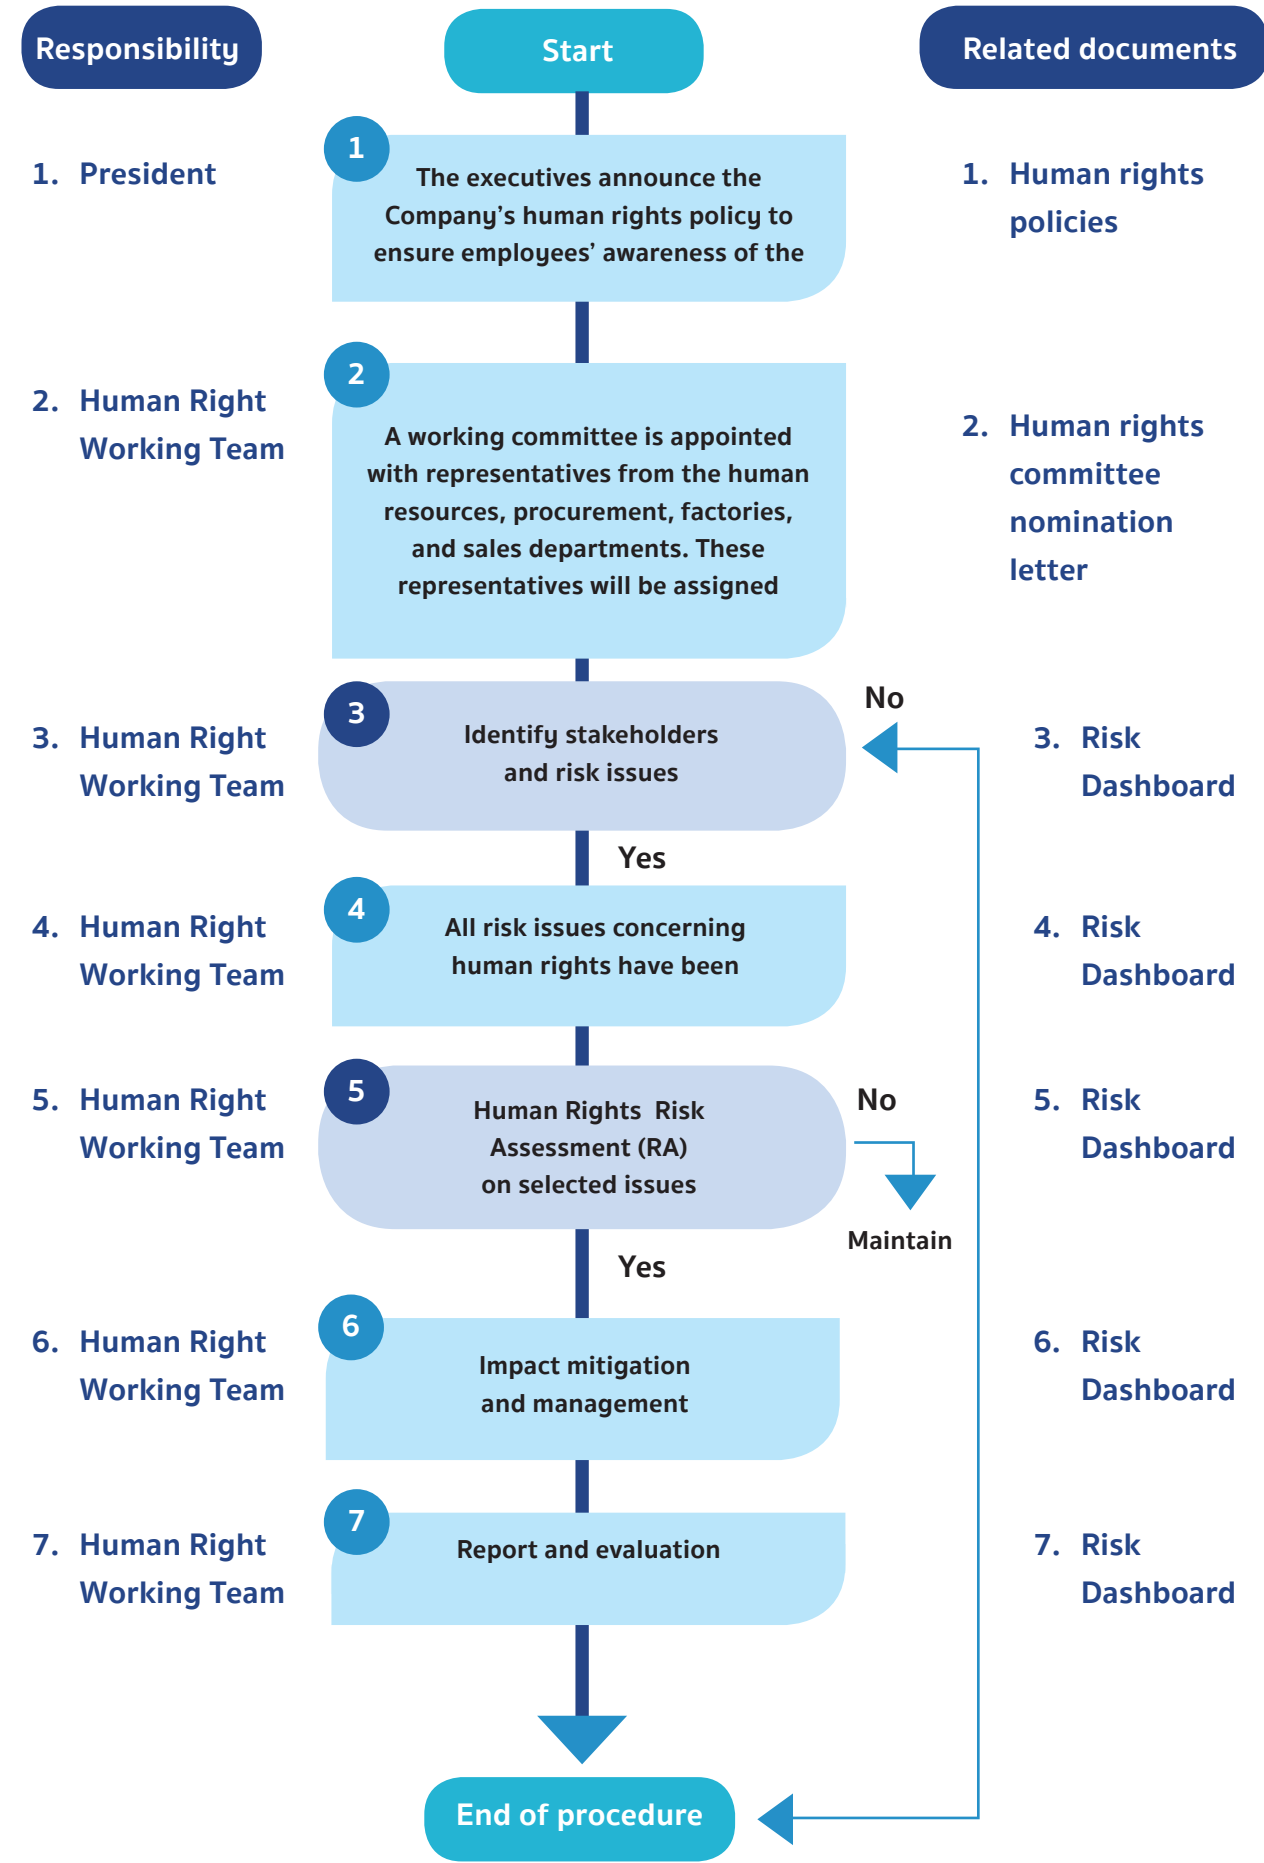 Responsibility
Start
Related documents
1
1. President
The executives announce the
Company's human rights policy to
ensure employees' awareness of the
1. Human rights
policies
2
2. Human Right
Working Team
A working committee is appointed
with representatives from the human
resources, procurement, factories,
and sales departments. These
representatives will be assigned
2. Human rights
committee
nomination
letter
3
3. Human Right
Working Team
Identify stakeholders
and risk issues
No
3. Risk
Dashboard
Yes
4
4. Human Right
Working Team
All risk issues concerning
human rights have been
4. Risk
Dashboard
5
5. Human Right
Working Team
Human Rights Risk
Assessment (RA)
on selected issues
No
Maintain
5. Risk
Dashboard
Yes
6
6. Human Right
Working Team
Impact mitigation
and management
6. Risk
Dashboard
7
7. Human Right
Working Team
Report and evaluation
7. Risk
Dashboard
End of procedure